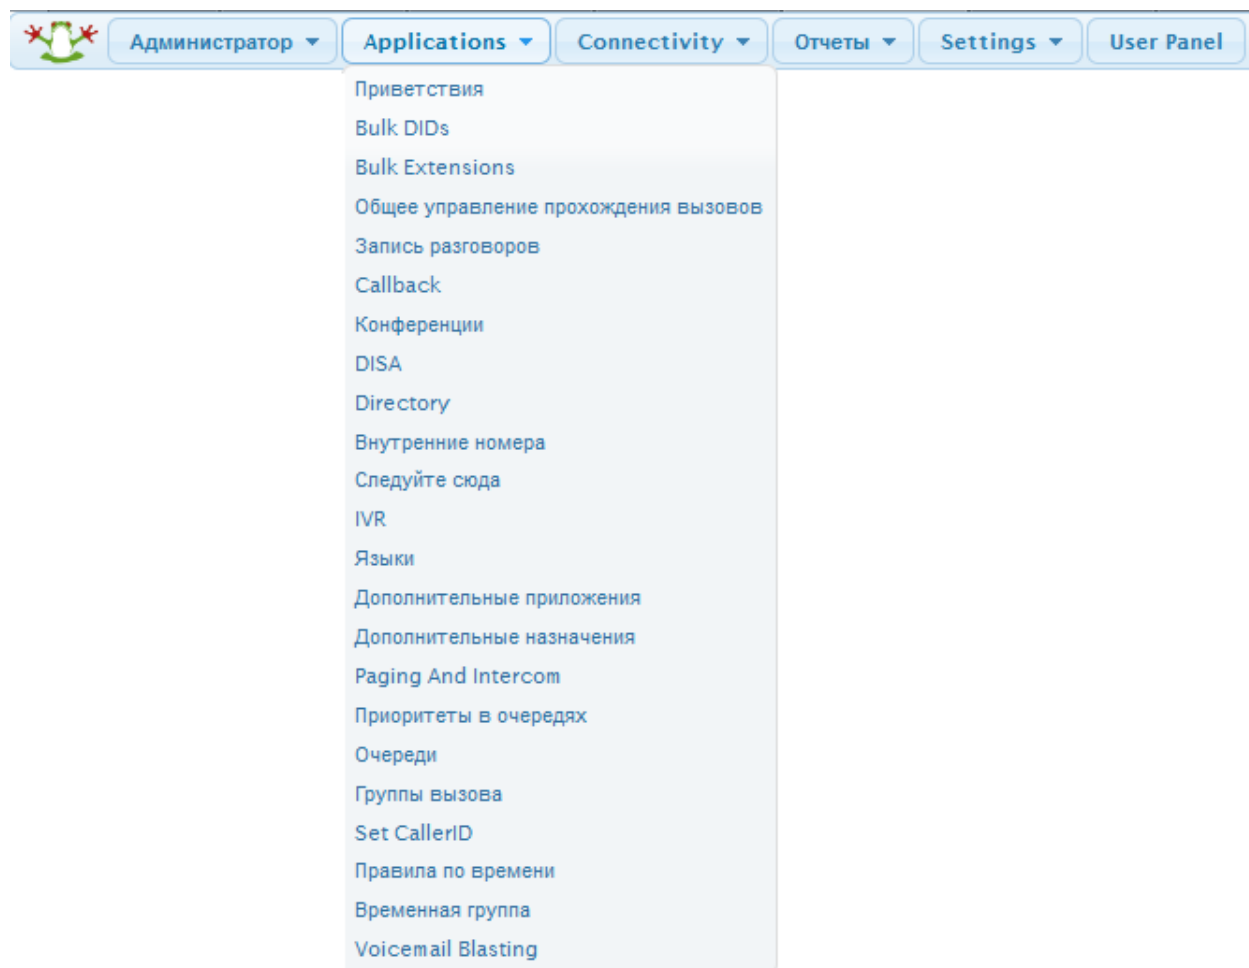 Администратор Applications Connectivity Отчеты Settings User Panel
Приветствия
Bulk DIDs
Bulk Extensions
Общее управление прохождения вызовов
Запись разговоров
Callback
Конференции
DISA
Directory
Внутренние номера
Следуйте сюда
IVR
Языки
Дополнительные приложения
Дополнительные назначения
Paging And Intercom
Приоритеты в очередях
Очереди
Группы вызова
Set CallerID
Правила по времени
Временная группа
Voicemail Blasting